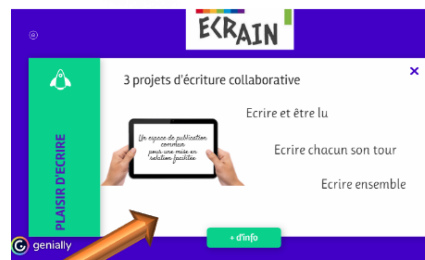 ECRAIN
3 projets d'écriture collaborative
PLAISIR D'ECRIRE
Un espace de publication
commun
pour une mise en
relation facilitée
Ecrire et être lu
Ecrire chacun son tour
Ecrire ensemble
+ d'info
genially